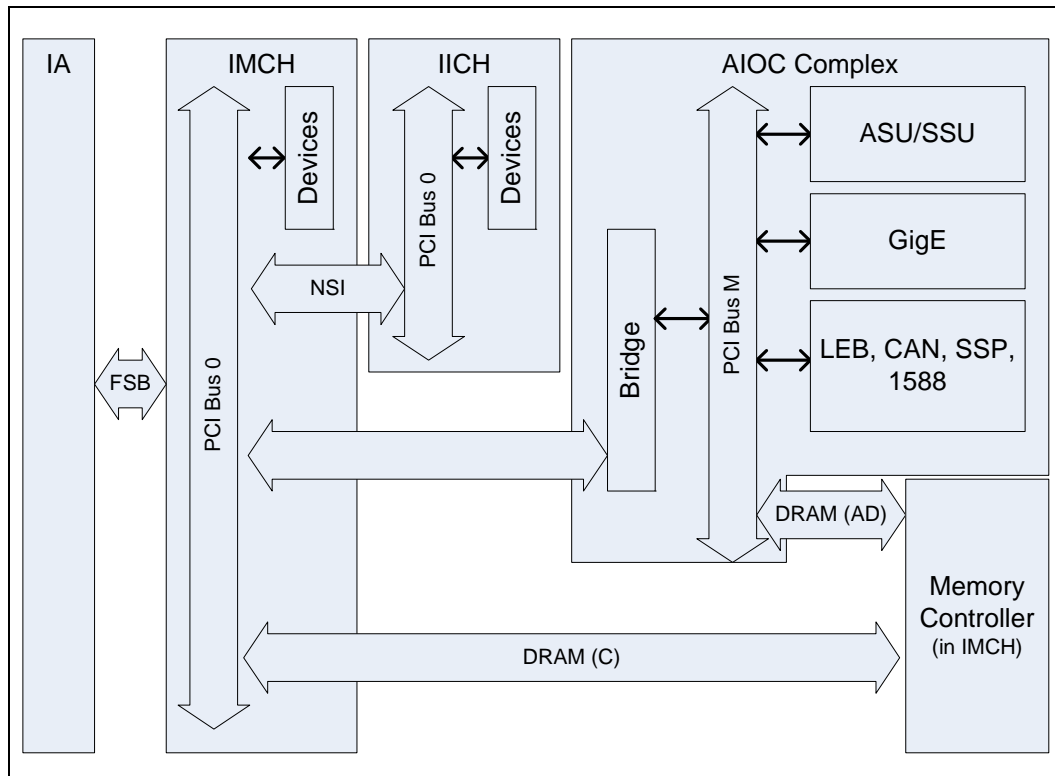 IA
IMCH
IICH
AIOC Complex
Devices
Devices
ASU/SSU
PCI Bus 0
GigE
NSI
PCI Bus M
LEB, CAN, SSP,
1588
Bridge
FSB
PCI Bus 0
DRAM (AD)
Memory
Controller
(in IMCH)
DRAM (C)